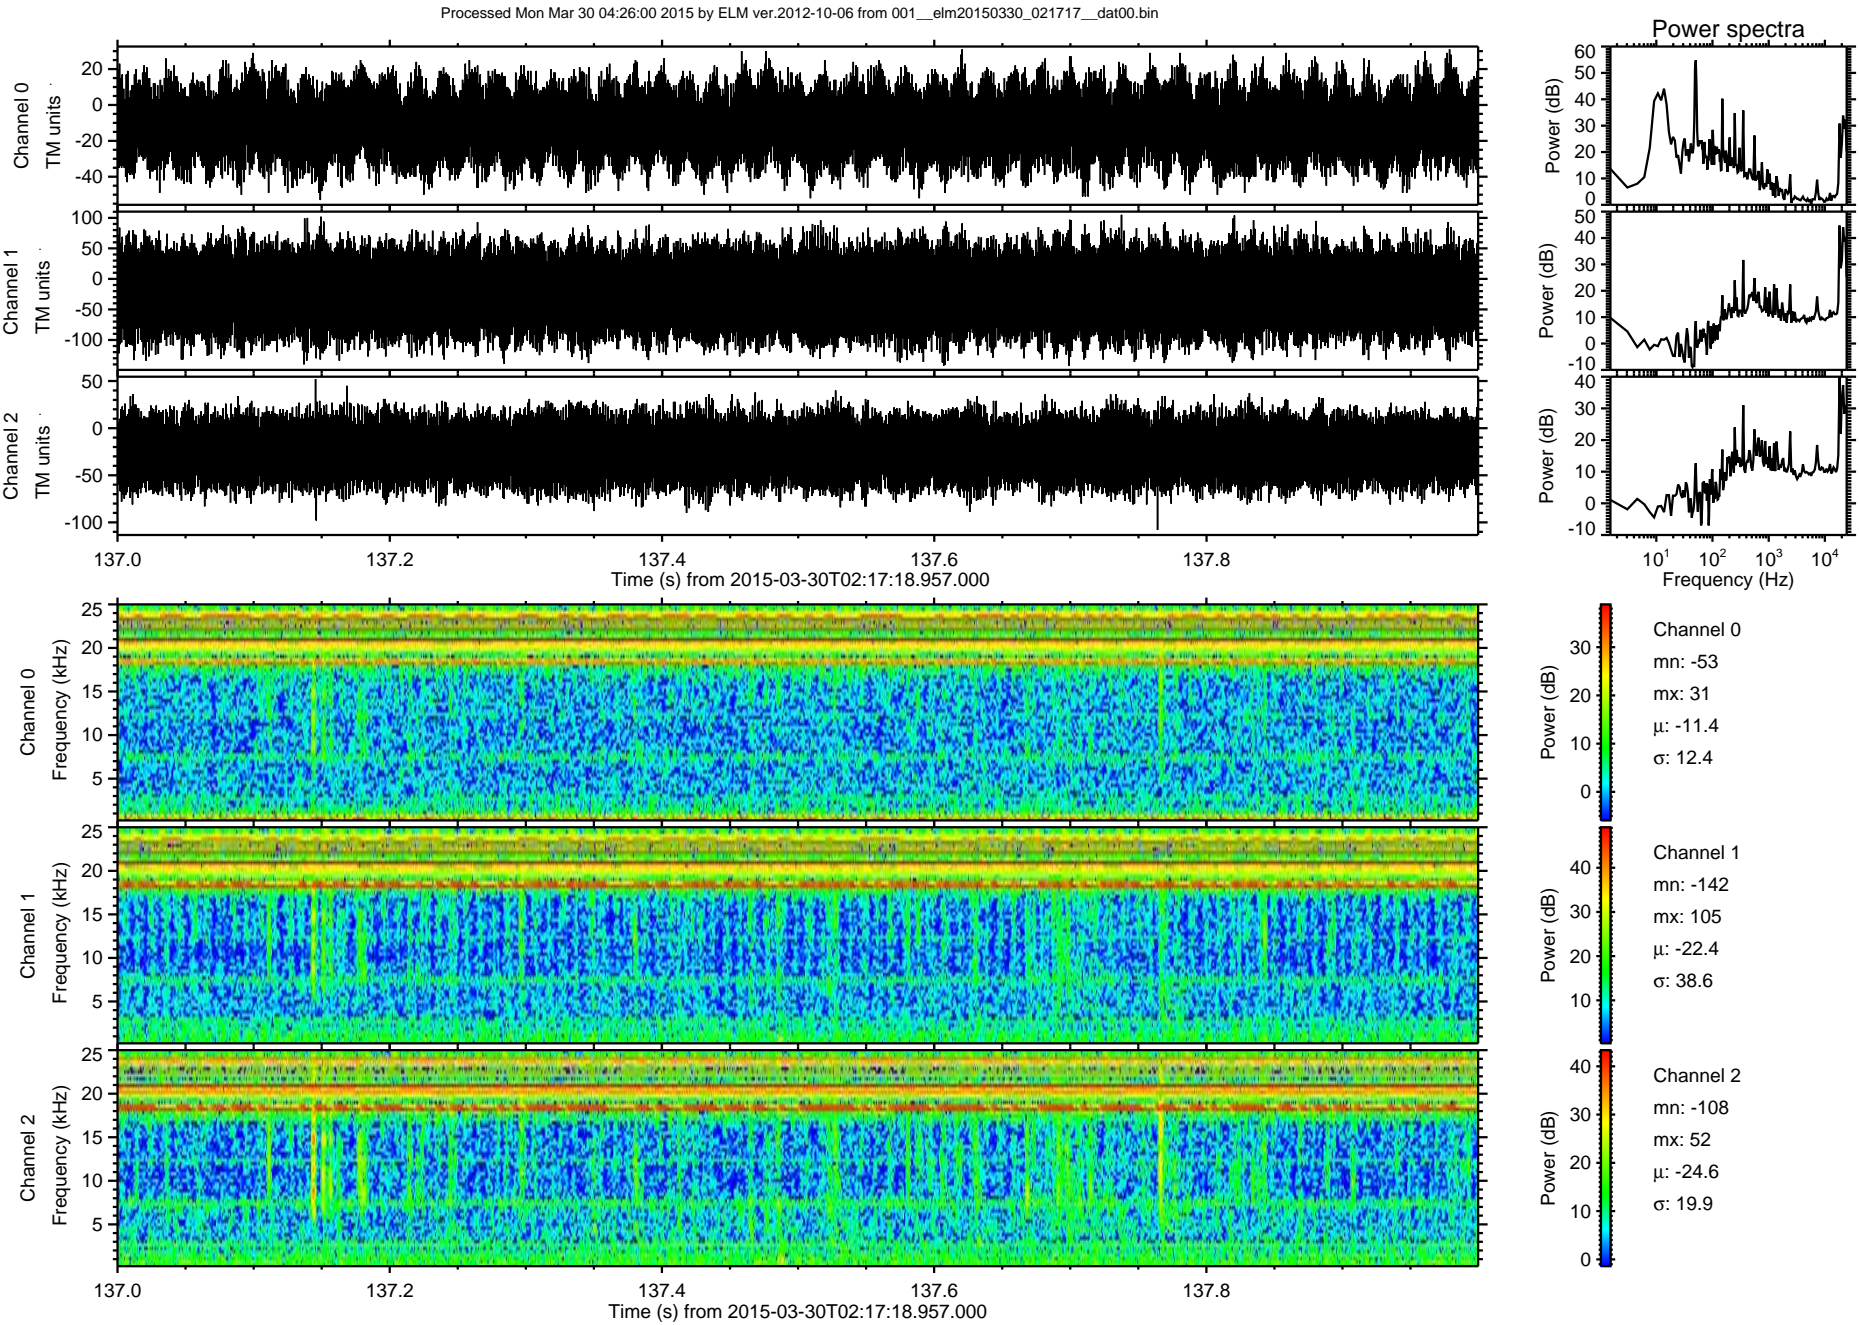 Processed Mon Mar 30 04:26:00 2015 by ELM ver.2012-10-06 from 001__elm20150330_021717__dat00.bin
Power spectra
Channel 0
TM units
20
0
-20
-40
Power (dB)
60
50
40
30
20
10
0
Channel 1
TM units
100
50
0
-50
-100
Power (dB)
50
40
30
20
10
0
-10
Channel 2
TM units
50
0
-50
-100
Power (dB)
40
30
20
10
0
-10
137.0 137.2 137.4 137.6 137.8
Time (s) from 2015-03-30T02:17:18.957.000
10^1 10^2 10^3 10^4
Frequency (Hz)
Channel 0
Frequency (kHz)
25
20
15
10
5
Power (dB)
30
20
10
0
Channel 0
mn: -53
mx: 31
µ: -11.4
σ: 12.4
Channel 1
Frequency (kHz)
25
20
15
10
5
Power (dB)
40
30
20
10
Channel 1
mn: -142
mx: 105
µ: -22.4
σ: 38.6
Channel 2
Frequency (kHz)
25
20
15
10
5
Power (dB)
40
30
20
10
0
Channel 2
mn: -108
mx: 52
µ: -24.6
σ: 19.9
137.0 137.2 137.4 137.6 137.8
Time (s) from 2015-03-30T02:17:18.957.000